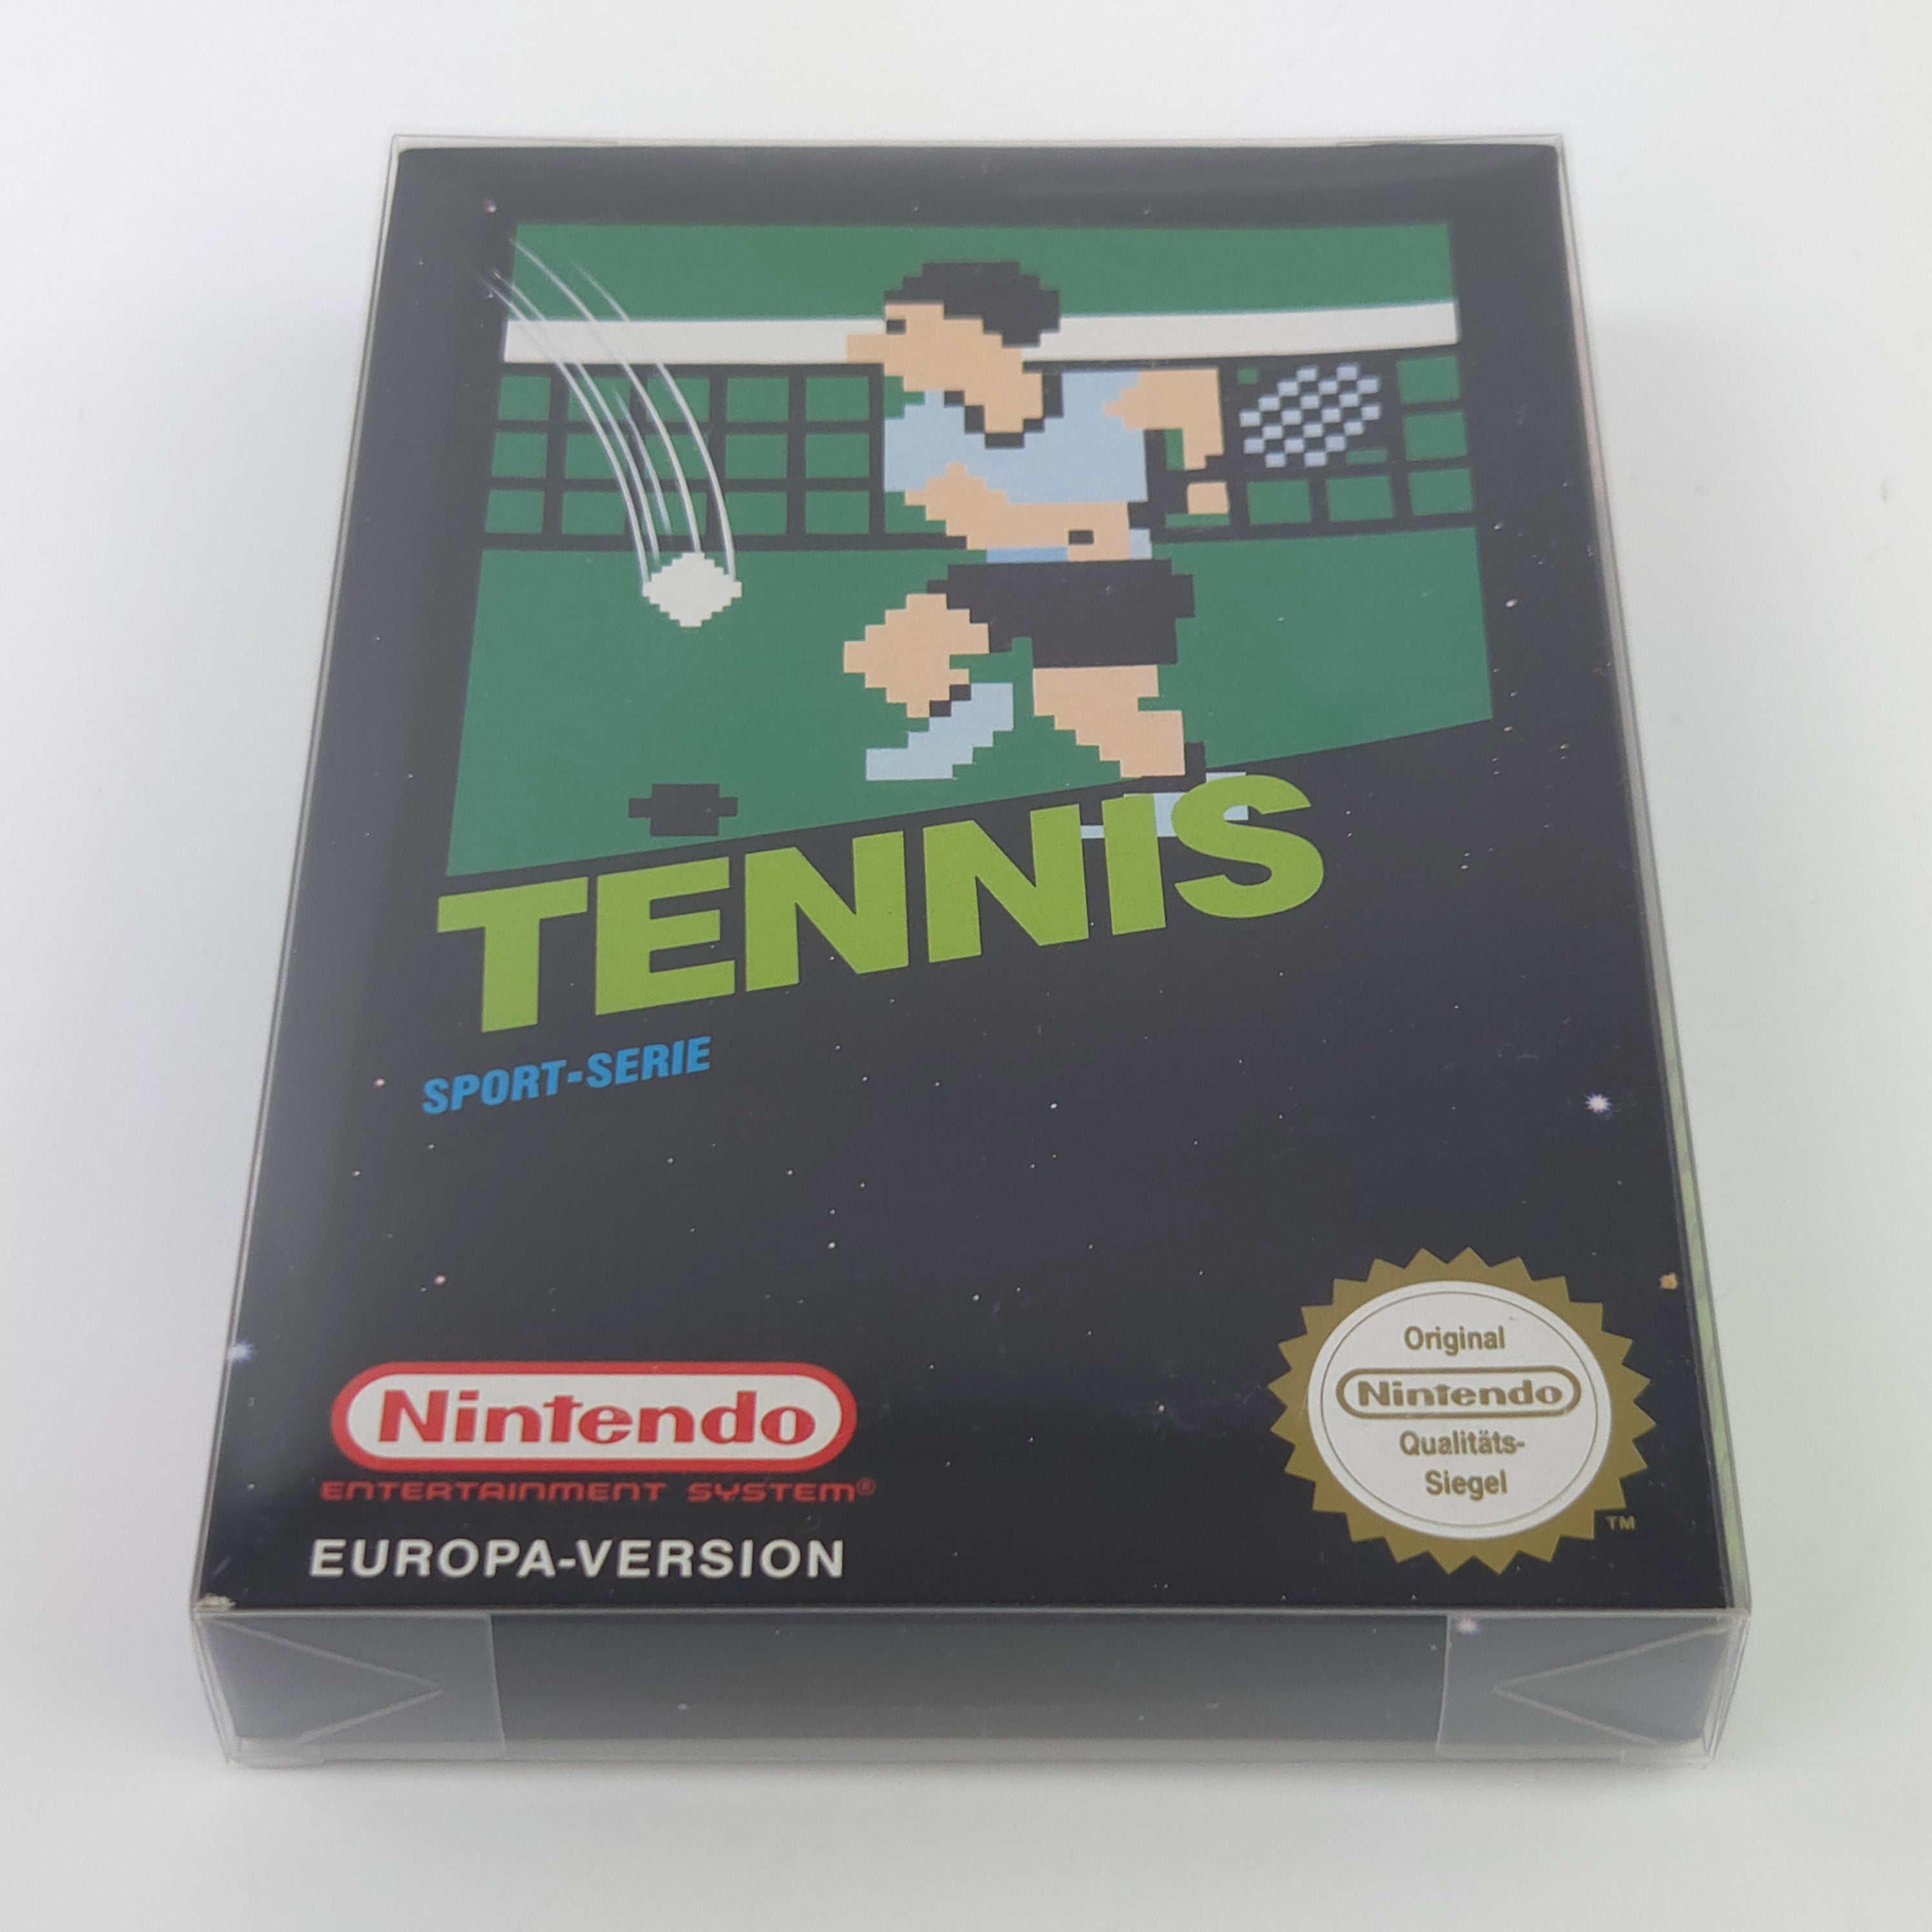 TENNIS
SPORT-SERIE
Nintendo
ENTERTAINMENT SYSTEM®
EUROPA-VERSION
Original
Nintendo
Qualitäts-
Siegel
TM